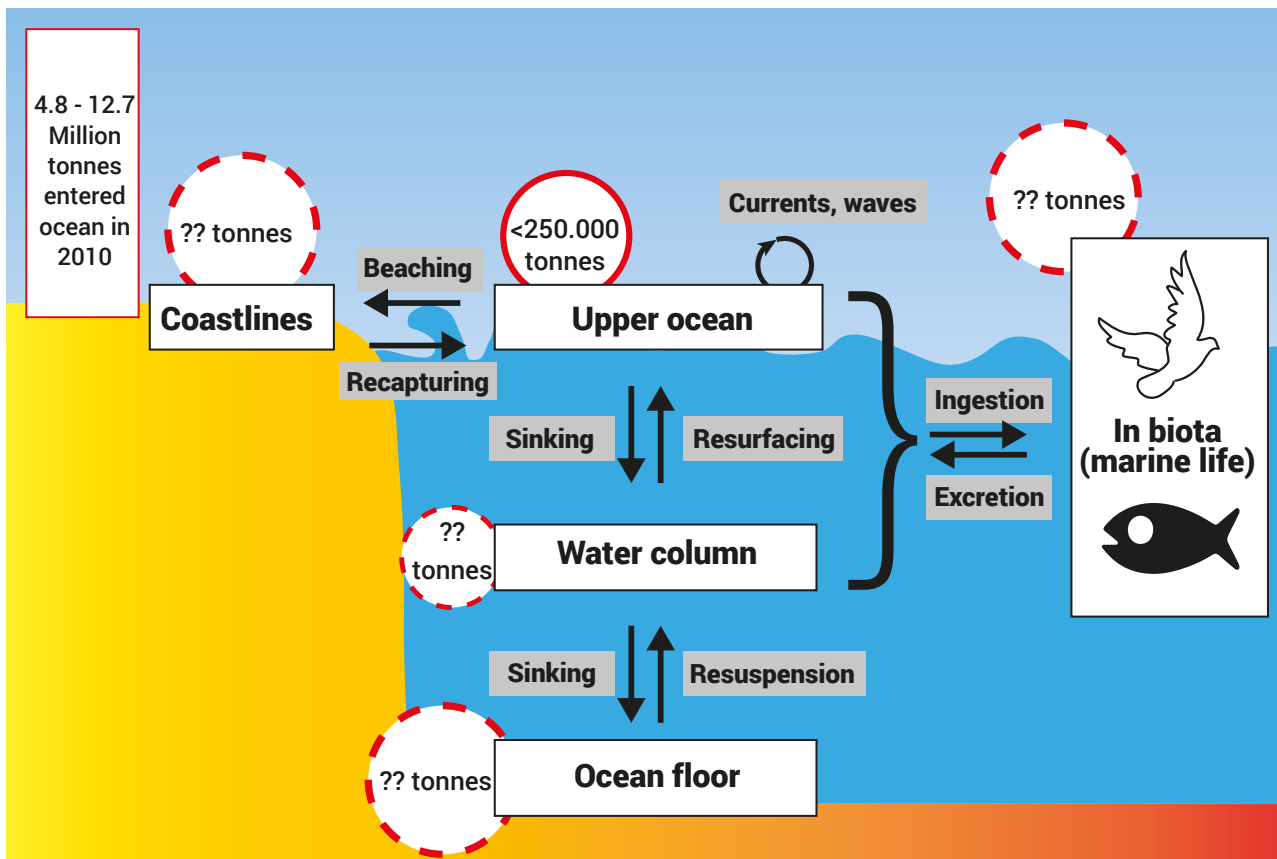 4.8 - 12.7
Million
tonnes
entered
ocean in
2010
?? tonnes
Coastlines
Beaching
Recapturing
<250.000
tonnes
Upper ocean
Currents, waves
?? tonnes
Sinking
Resurfacing
Ingestion
Excretion
In biota
(marine life)
??
tonnes
Water column
Sinking
Resuspension
?? tonnes
Ocean floor